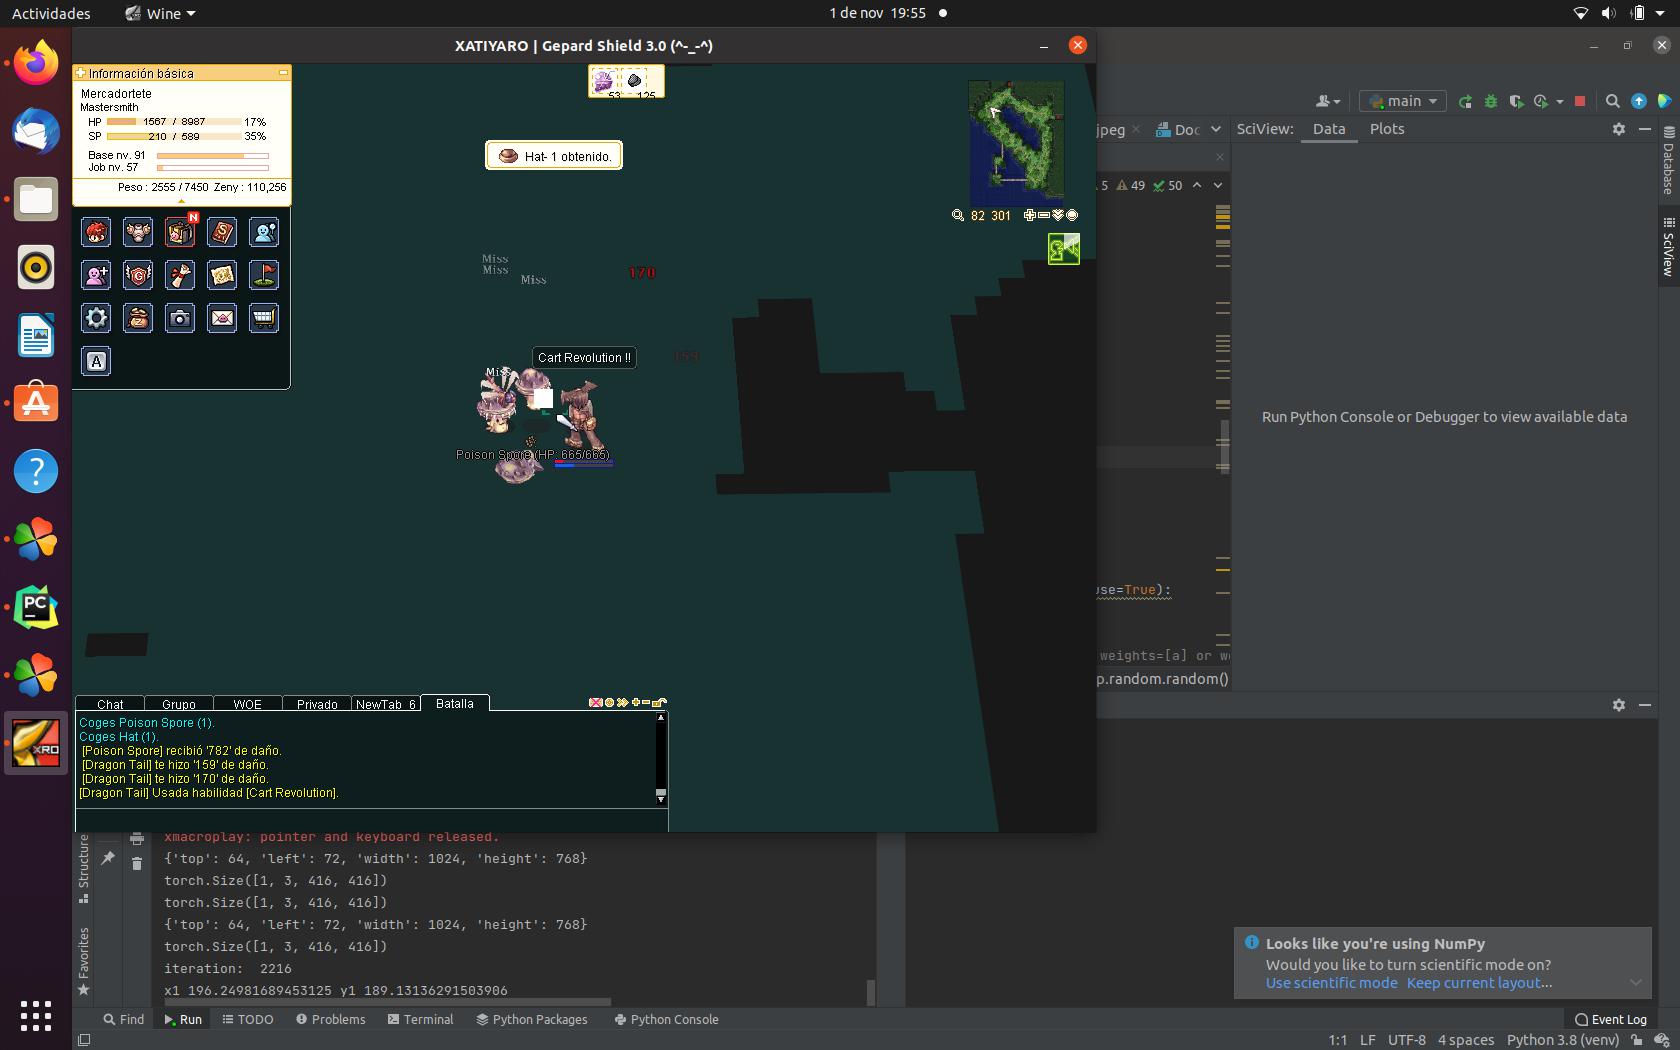 Actividades
Wine
1 de nov 19:55
XATIYARO | Gepard Shield 3.0 (^-_-^)
Información básica
Mercadortete
Mastersmith
HP 1567 / 8987 17%
SP 210 / 589 35%
Base nv. 91
Job nv. 57
Peso : 2555 / 7450 Zeny : 110,256
N
A
53 125
Hat- 1 obtenido.
82 301
Miss
Miss
Miss
170
159
Cart Revolution !!
Miss
Poison Spore (HP: 665/665)
Chat
Grupo
WOE
Privado
NewTab_6
Batalla
Coges Poison Spore (1).
Coges Hat (1).
[Poison Spore] recibió '782' de daño.
[Dragon Tail] te hizo '159' de daño.
[Dragon Tail] te hizo '170' de daño.
[Dragon Tail] Usada habilidad [Cart Revolution].
main
jpeg
Doc
SciView:
Data
Plots
5 49 50
Database
SciView
Run Python Console or Debugger to view available data
use=True):
weights=[a] or w
p.random.random()
PC
XRO
xmacroplay: pointer and keyboard released.
{'top': 64, 'left': 72, 'width': 1024, 'height': 768}
torch.Size([1, 3, 416, 416])
torch.Size([1, 3, 416, 416])
{'top': 64, 'left': 72, 'width': 1024, 'height': 768}
torch.Size([1, 3, 416, 416])
iteration: 2216
x1 196.24981689453125 y1 189.13136291503906
Structure
Favorites
Looks like you're using NumPy
Would you like to turn scientific mode on?
Use scientific mode Keep current layout...
Find
Run
TODO
Problems
Terminal
Python Packages
Python Console
Event Log
1:1 LF UTF-8 4 spaces Python 3.8 (venv)